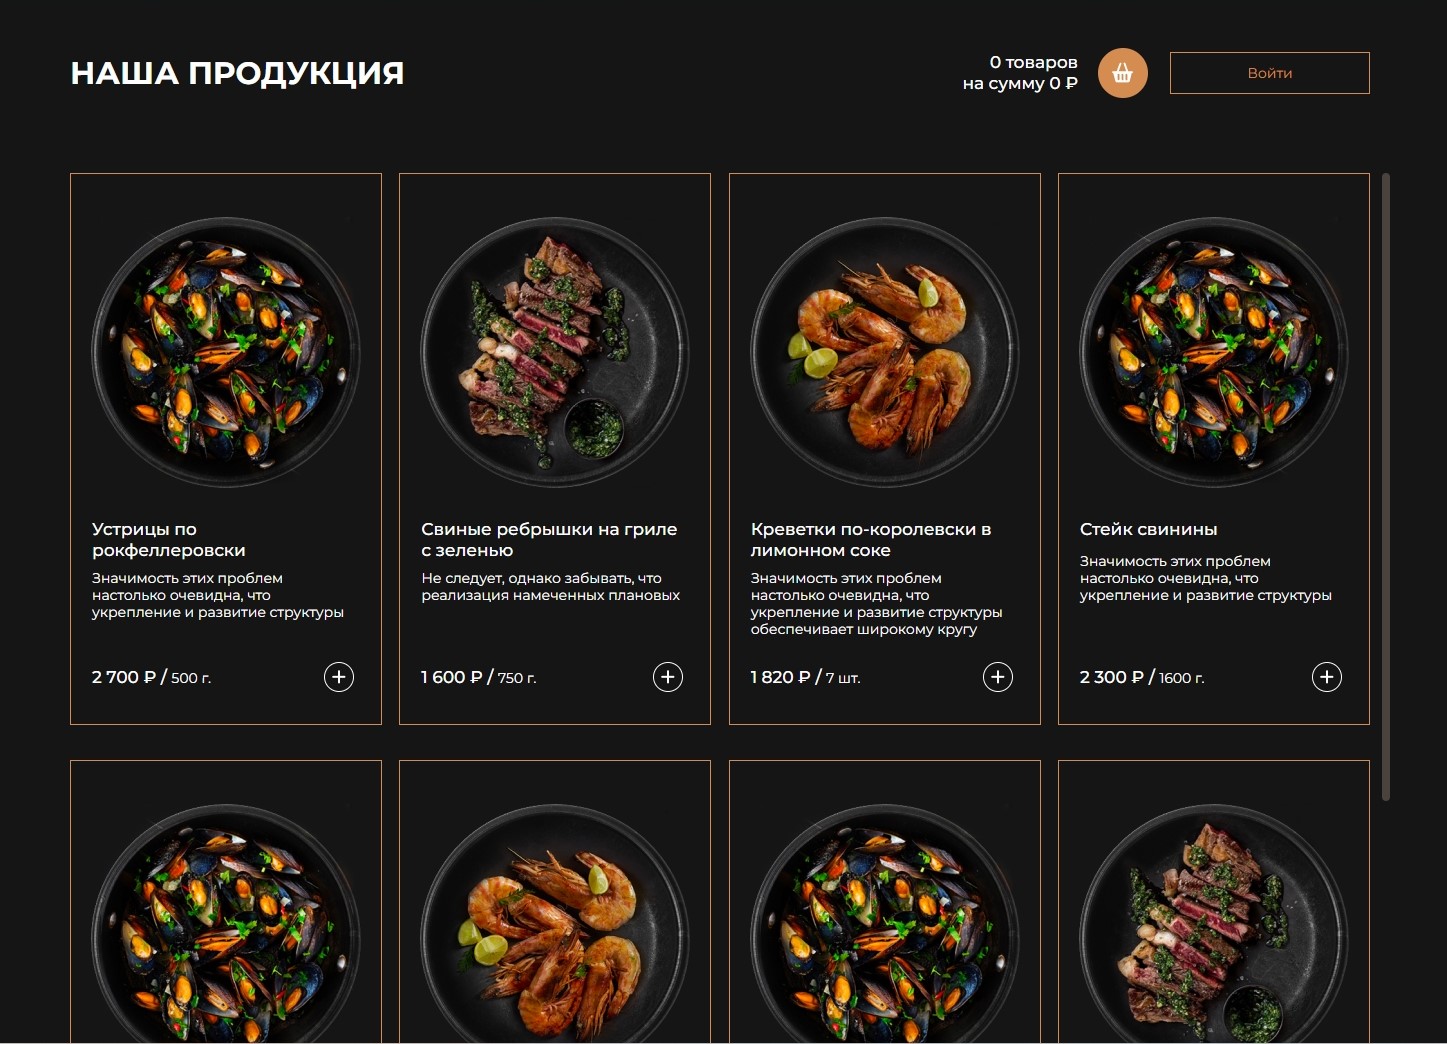 НАША ПРОДУКЦИЯ
0 товаров
на сумму 0 ₽
Войти
Устрицы по
рокфеллеровски
Значимость этих проблем
настолько очевидна, что
укрепление и развитие структуры
2 700 ₽ / 500 г.
Свиные ребрышки на гриле
с зеленью
Не следует, однако забывать, что
реализация намеченных плановых
1 600 ₽ / 750 г.
Креветки по-королевски в
лимонном соке
Значимость этих проблем
настолько очевидна, что
укрепление и развитие структуры
обеспечивает широкому кругу
1 820 ₽ / 7 шт.
Стейк свинины
Значимость этих проблем
настолько очевидна, что
укрепление и развитие структуры
2 300 ₽ / 1600 г.